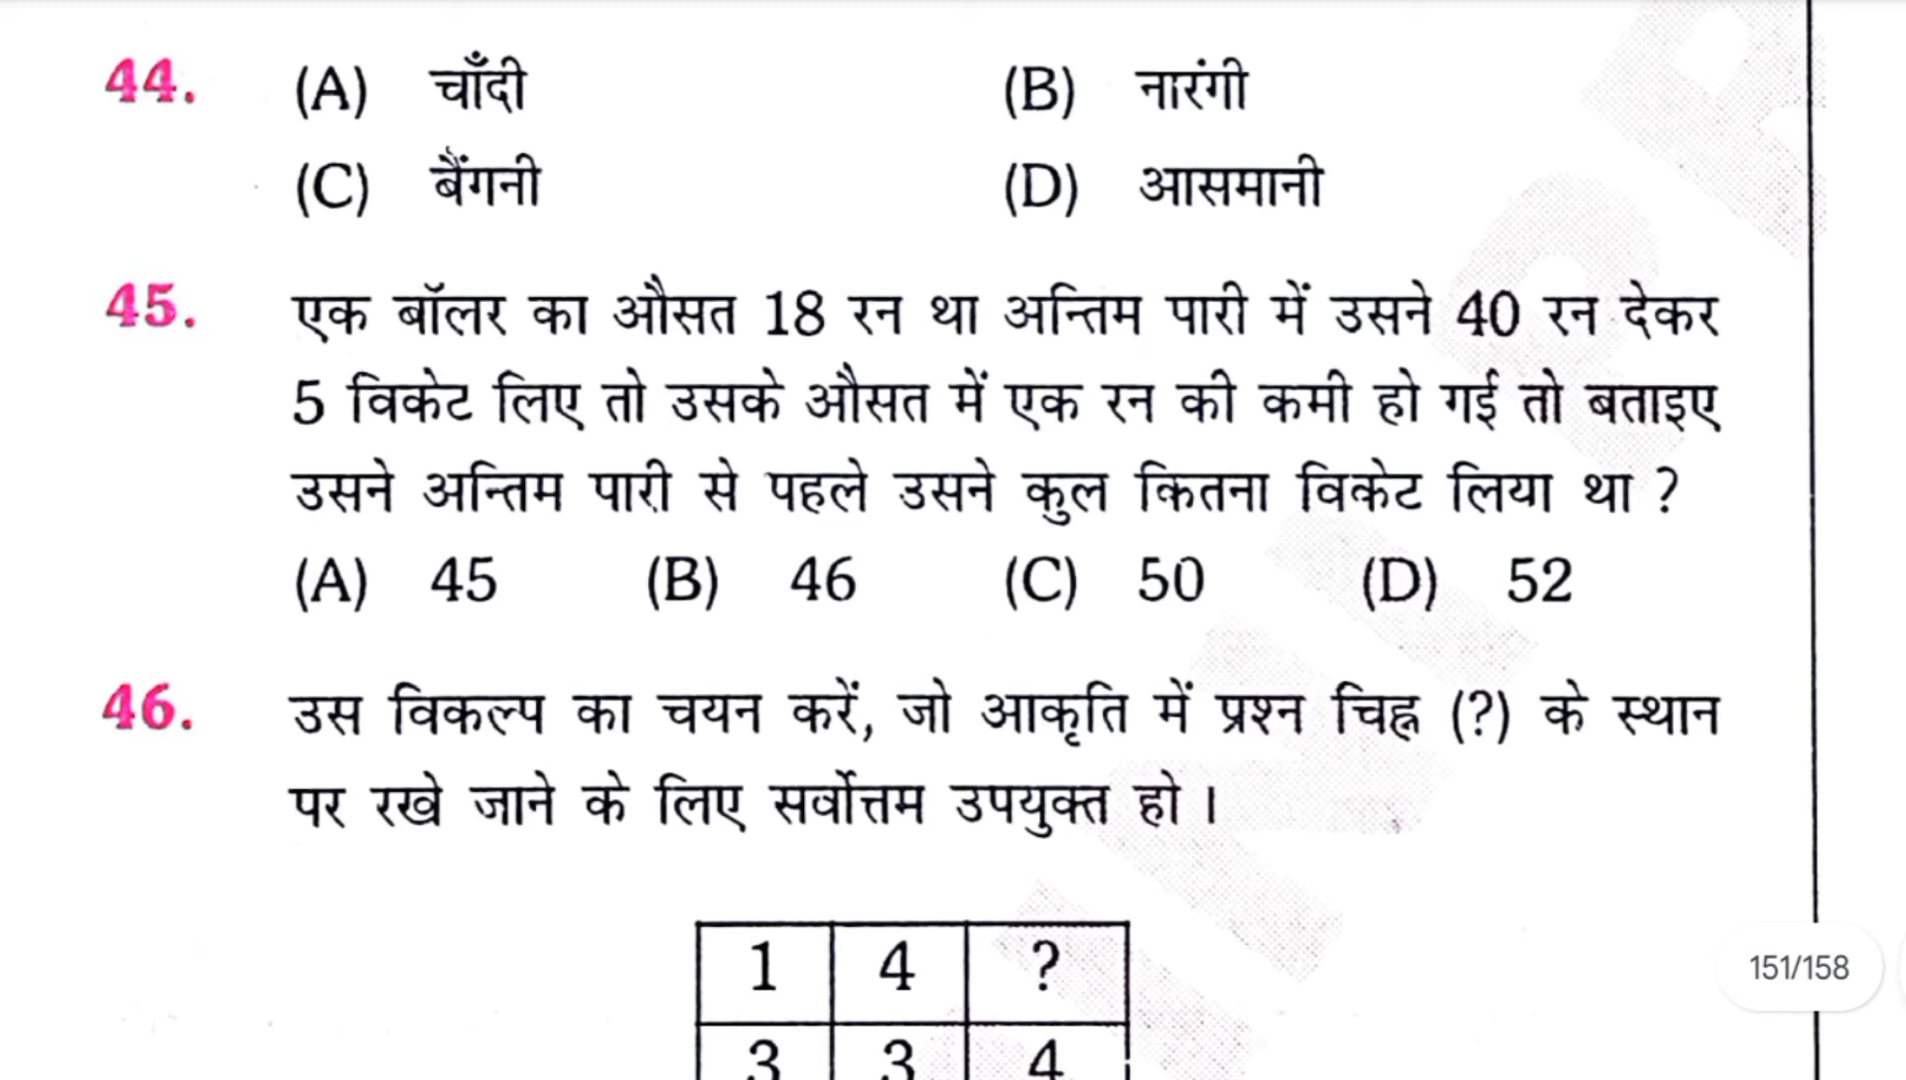 44. (A) चाँदी (B) नारंगी
(C) बैंगनी (D) आसमानी
45. एक बॉलर का औसत 18 रन था अन्तिम पारी में उसने 40 रन देकर
5 विकेट लिए तो उसके औसत में एक रन की कमी हो गई तो बताइए
उसने अन्तिम पारी से पहले उसने कुल कितना विकेट लिया था ?
(A) 45 (B) 46 (C) 50 (D) 52
46. उस विकल्प का चयन करें, जो आकृति में प्रश्न चिह्न (?) के स्थान
पर रखे जाने के लिए सर्वोत्तम उपयुक्त हो ।
1 4 ?
151/158
3 3 4